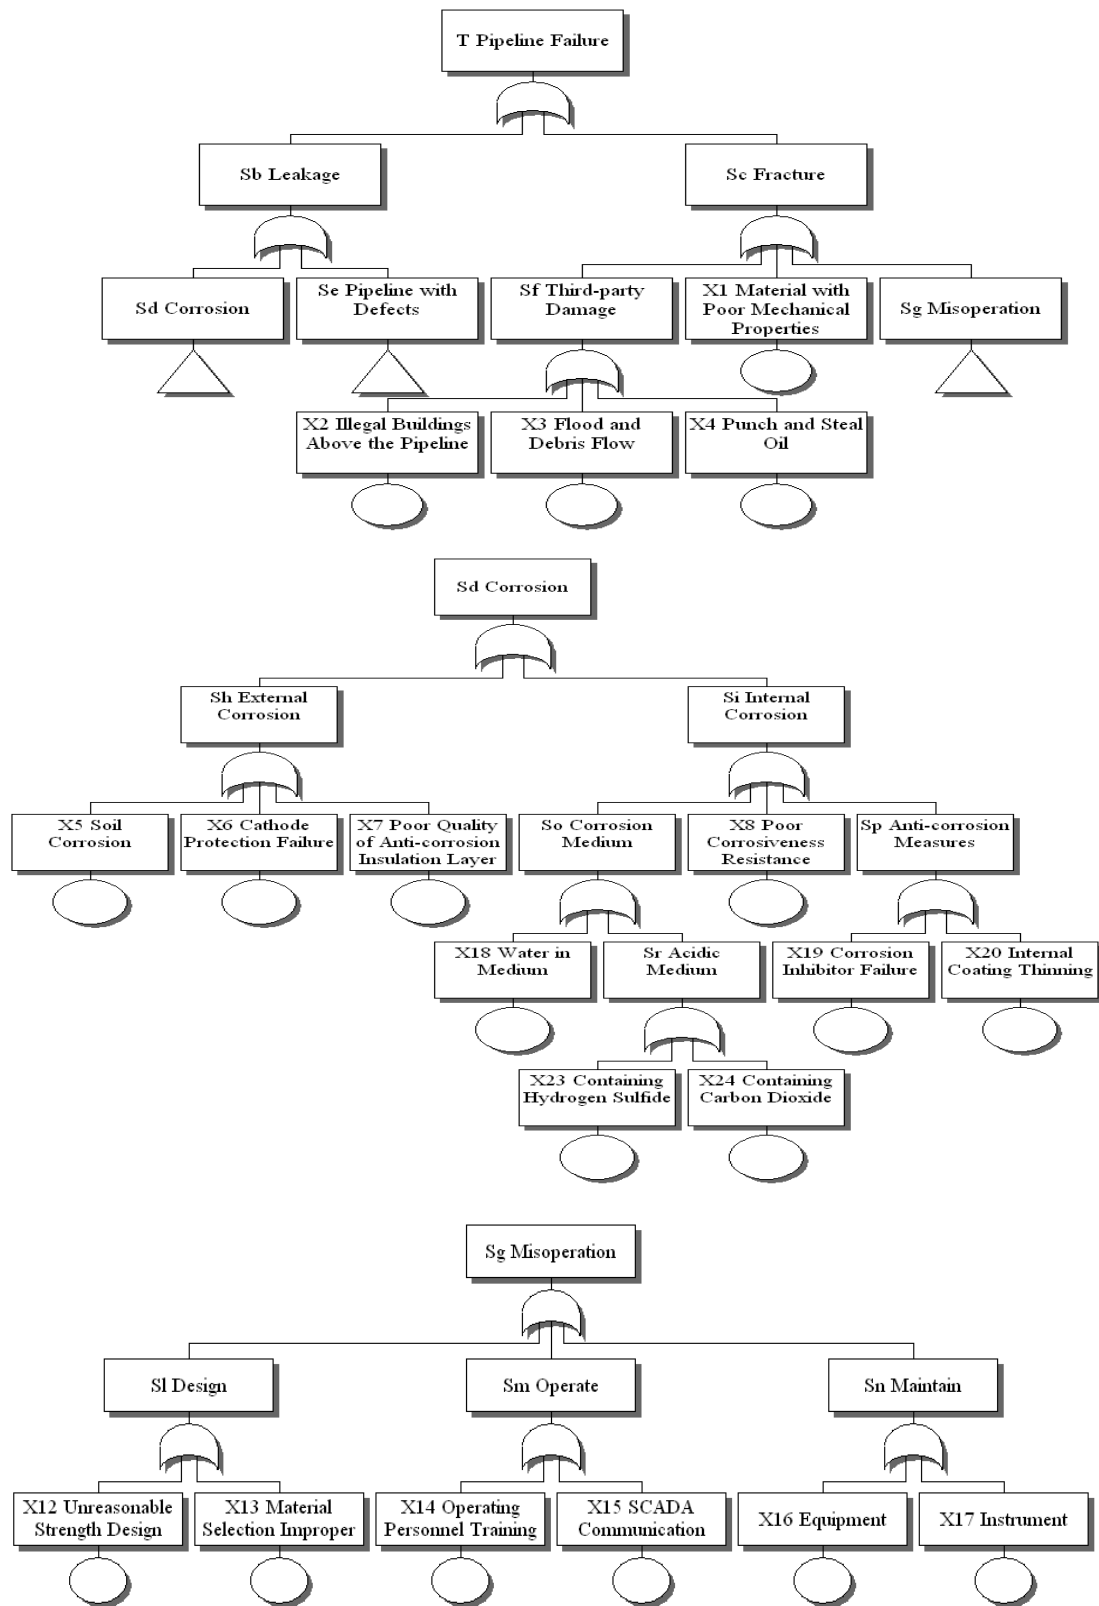 T Pipeline Failure
Sb Leakage
Sc Fracture
Sd Corrosion
Se Pipeline with
Defects
Sf Third-party
Damage
X1 Material with
Poor Mechanical
Properties
Sg Misoperation
X2 Illegal Buildings
Above the Pipeline
X3 Flood and
Debris Flow
X4 Punch and Steal
Oil
Sd Corrosion
Sh External
Corrosion
Si Internal
Corrosion
X5 Soil
Corrosion
X6 Cathode
Protection Failure
X7 Poor Quality
of Anti-corrosion
Insulation Layer
So Corrosion
Medium
X8 Poor
Corrosiveness
Resistance
Sp Anti-corrosion
Measures
X18 Water in
Medium
Sr Acidic
Medium
X19 Corrosion
Inhibitor Failure
X20 Internal
Coating Thinning
X23 Containing
Hydrogen Sulfide
X24 Containing
Carbon Dioxide
Sg Misoperation
Sl Design
Sm Operate
Sn Maintain
X12 Unreasonable
Strength Design
X13 Material
Selection Improper
X14 Operating
Personnel Training
X15 SCADA
Communication
X16 Equipment
X17 Instrument